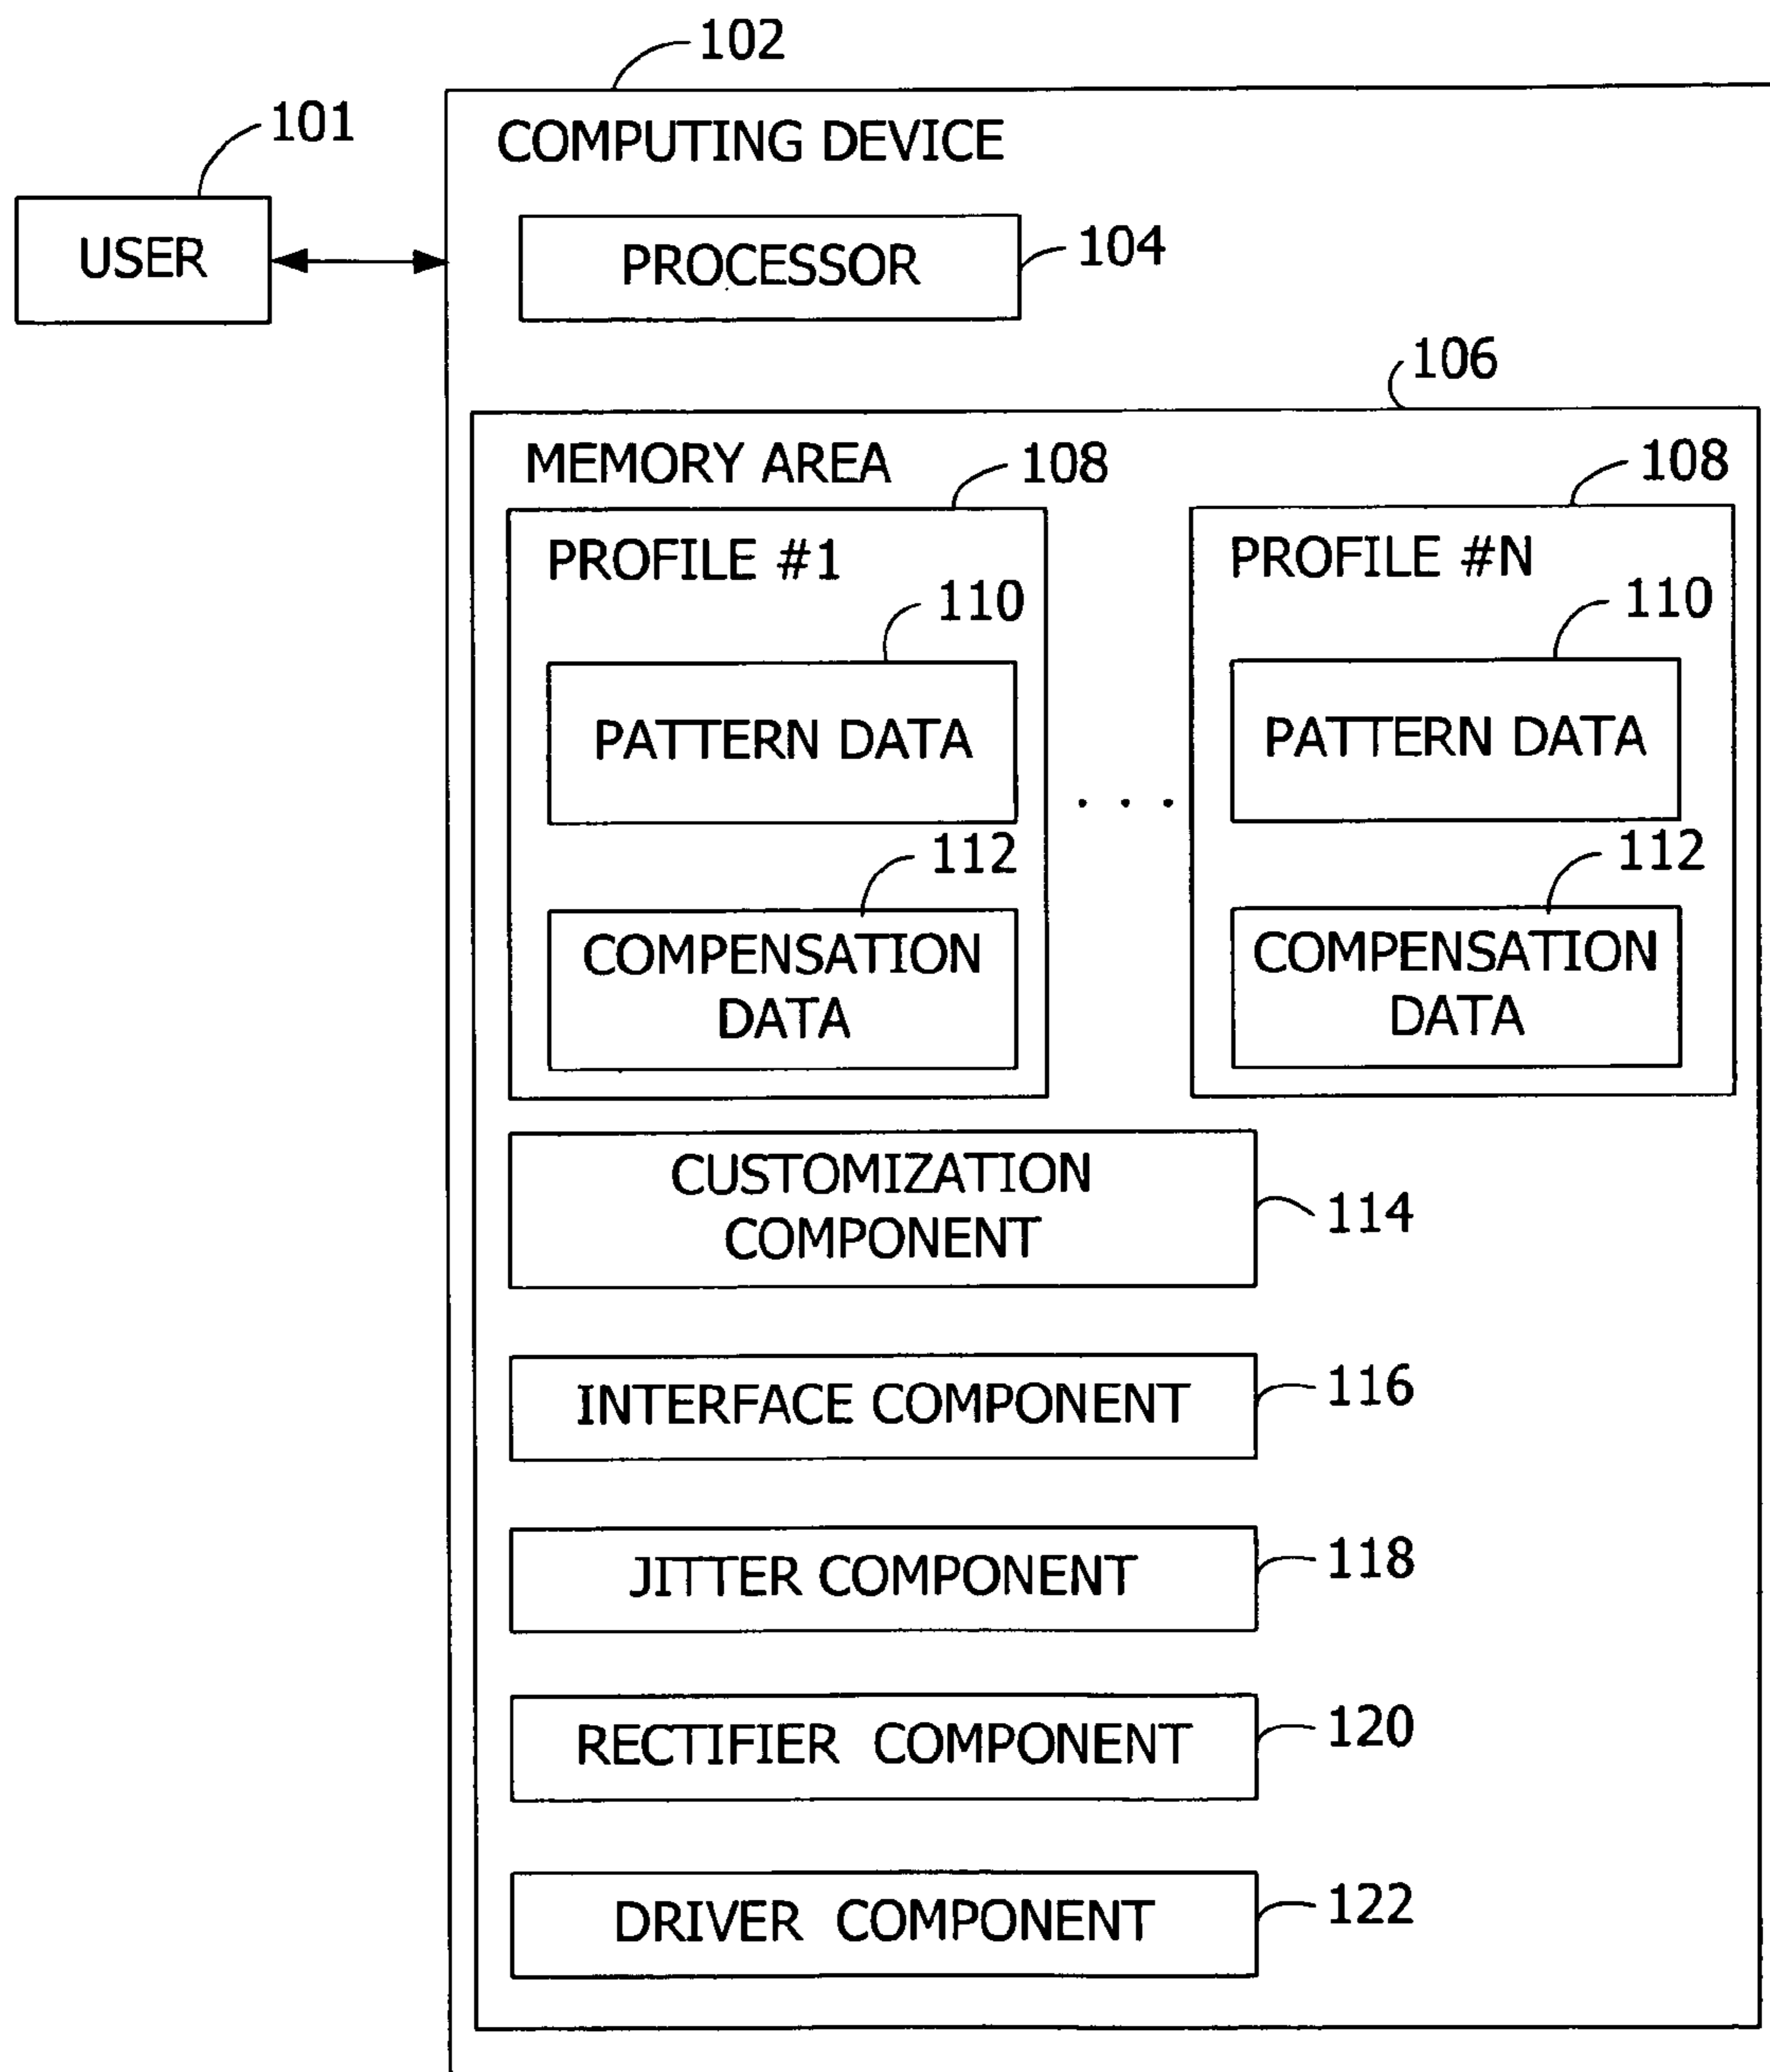 102
101
COMPUTING DEVICE
USER
PROCESSOR
104
106
MEMORY AREA
108
108
PROFILE #1
PROFILE #N
110
110
PATTERN DATA
PATTERN DATA
. . .
112
112
COMPENSATION
DATA
COMPENSATION
DATA
CUSTOMIZATION
COMPONENT
114
INTERFACE COMPONENT
116
JITTER COMPONENT
118
RECTIFIER COMPONENT
120
DRIVER COMPONENT
122